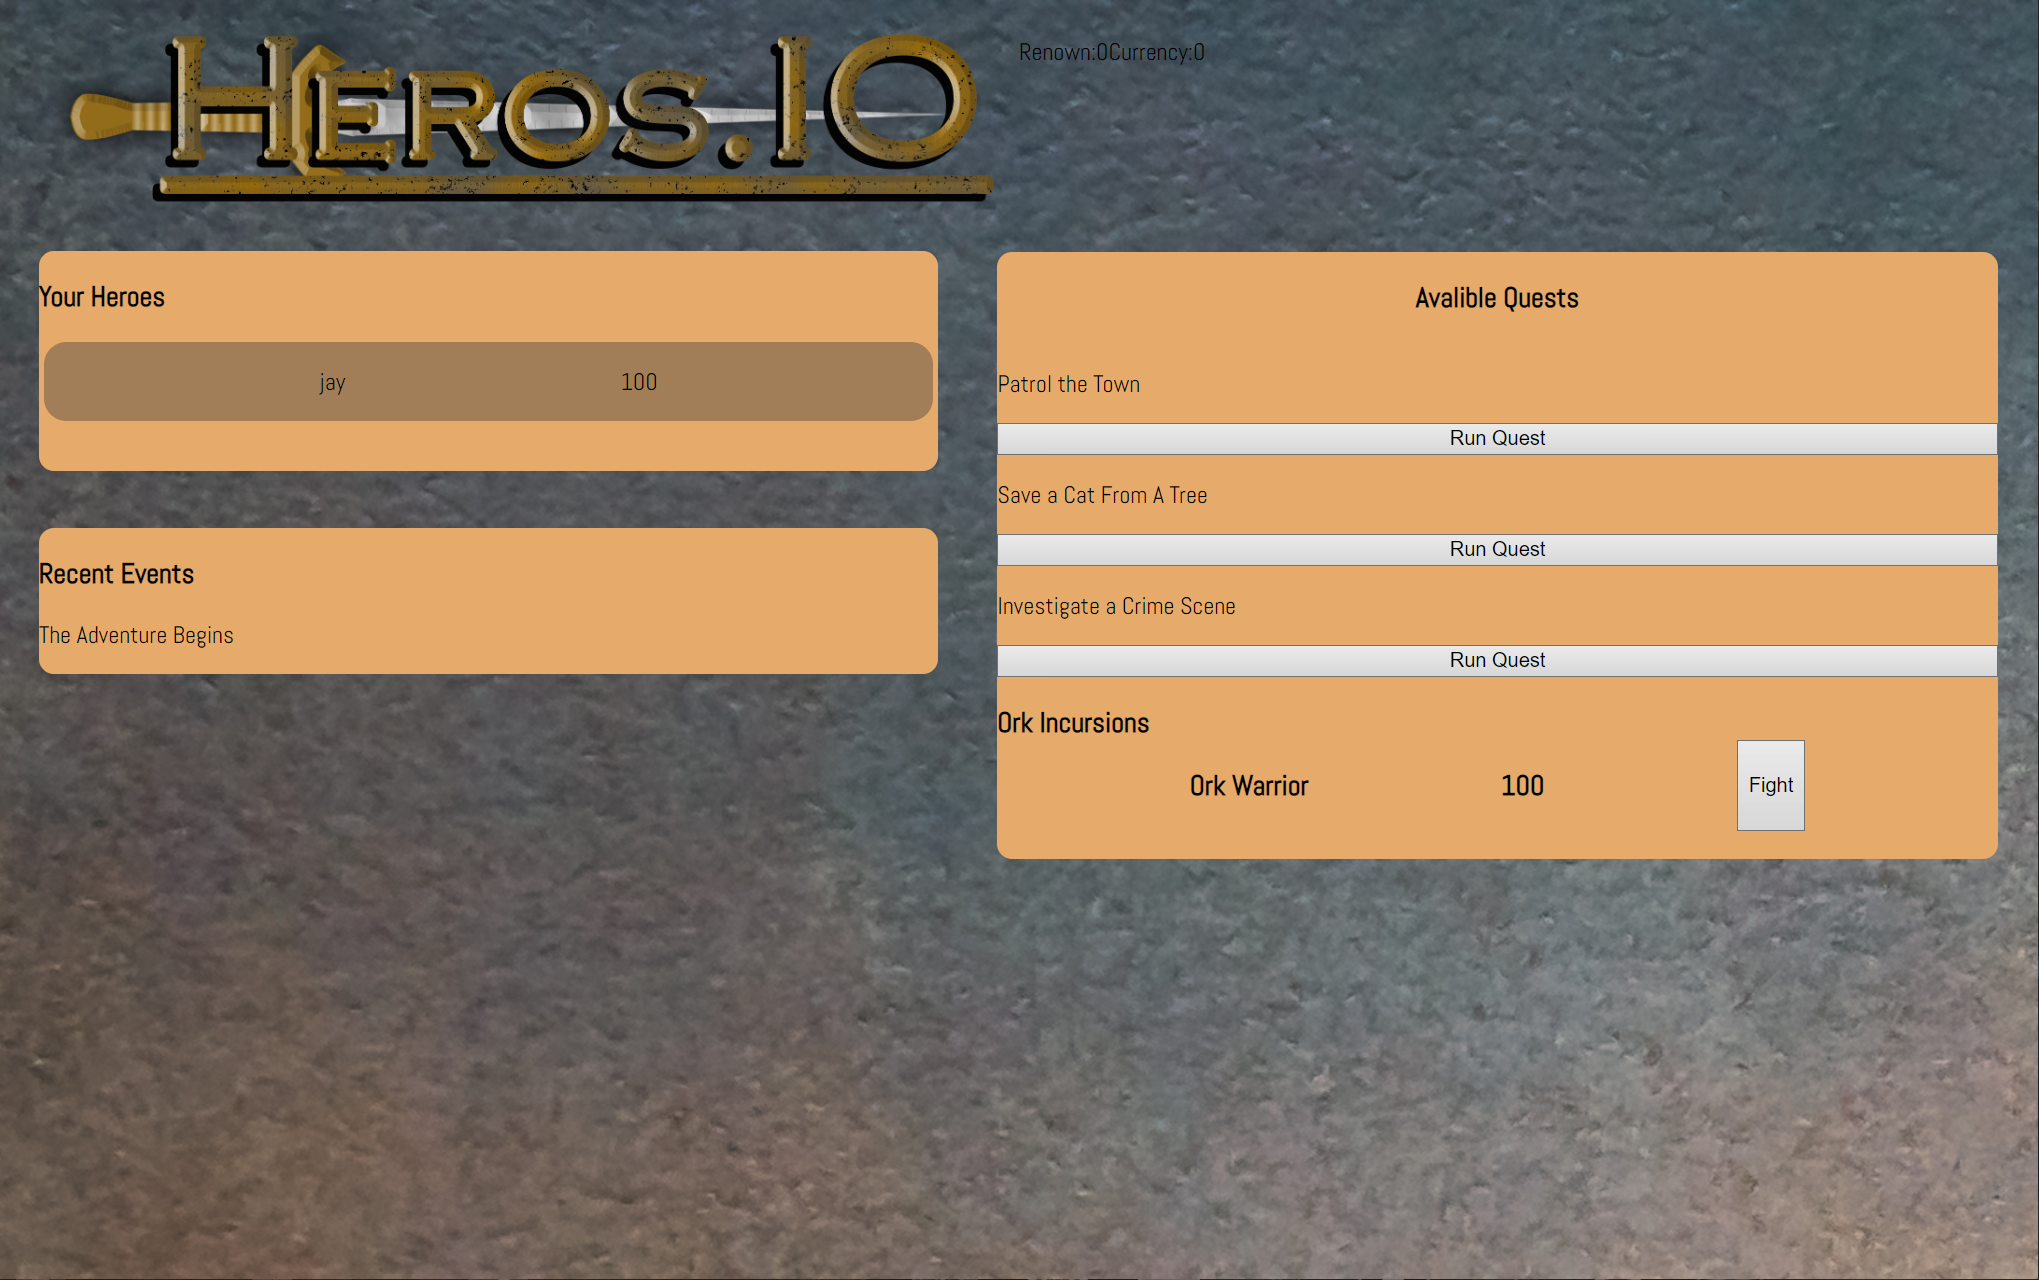 Heros.IO
Renown:0Currency:0
Your Heroes
jay 100
Recent Events
The Adventure Begins
Avalible Quests
Patrol the Town
Run Quest
Save a Cat From A Tree
Run Quest
Investigate a Crime Scene
Run Quest
Ork Incursions
Ork Warrior 100 Fight